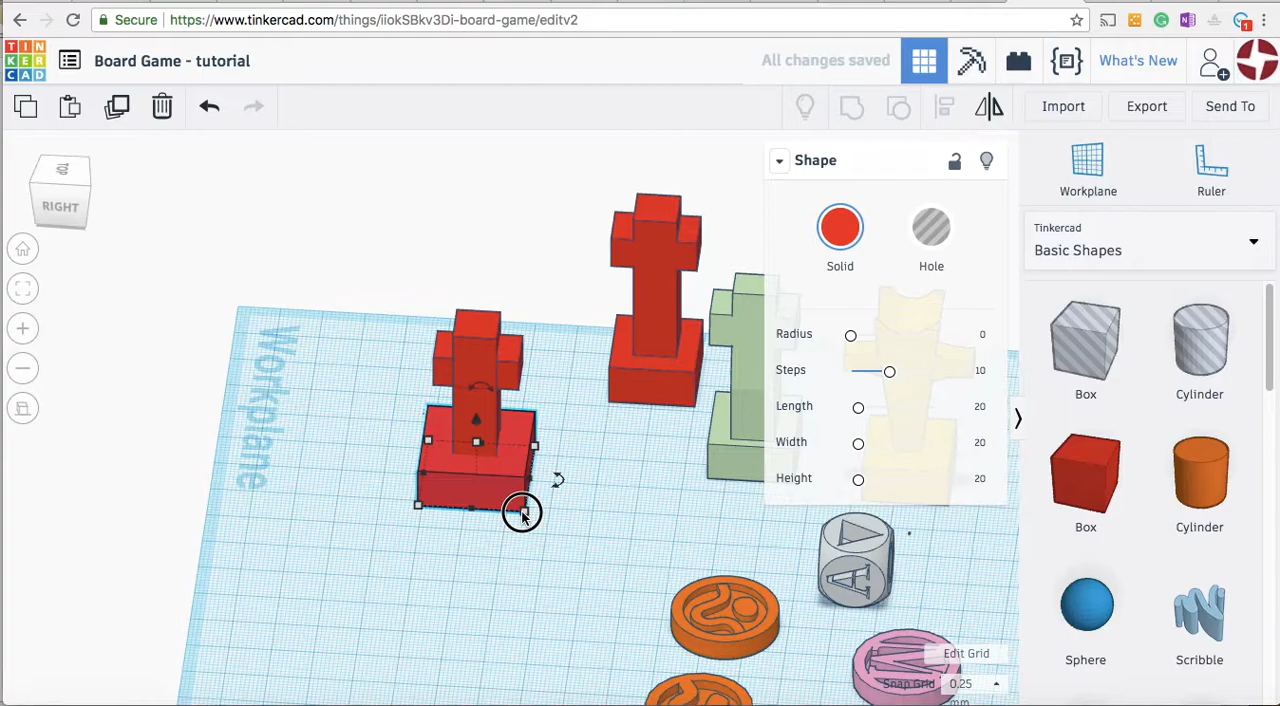 Secure
https://www.tinkercad.com/things/iiokSBkv3Di-board-game/editv2
1
TIN
KER
CAD
Board Game - tutorial
All changes saved
What's New
Import
Export
Send To
RIGHT
Workplane
Shape
Solid
Hole
Radius 0
Steps 10
Length 20
Width 20
Height 20
Workplane
Ruler
Tinkercad
Basic Shapes
Box
Cylinder
Box
Cylinder
Sphere
Scribble
A
A
M
Edit Grid
Snap Grid 0.25
mm